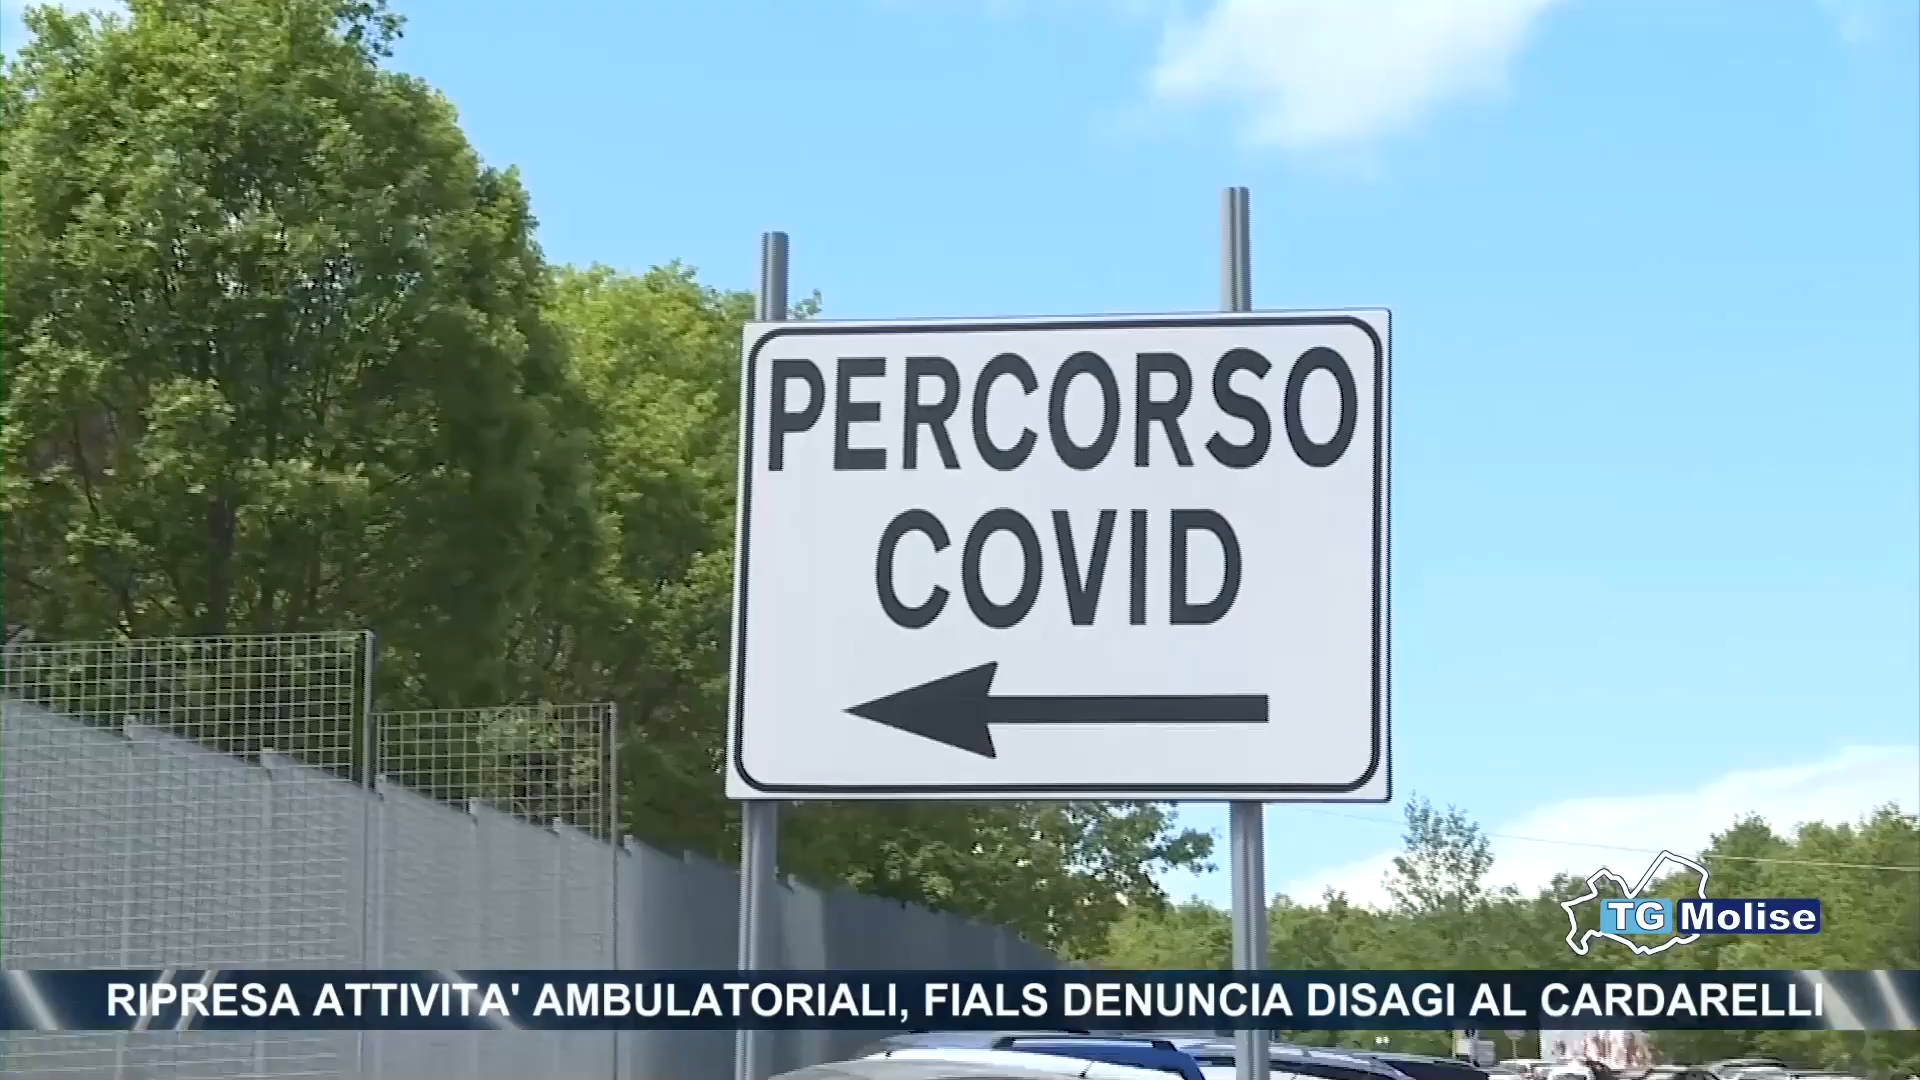 PERCORSO
COVID
TG Molise
RIPRESA ATTIVITA' AMBULATORIALI, FIALS DENUNCIA DISAGI AL CARDARELLI